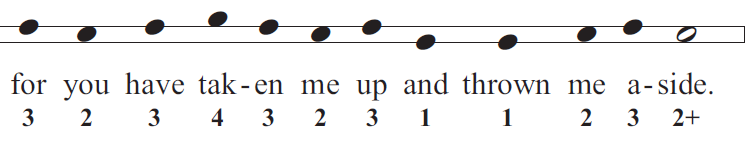 for you have tak-en me up and thrown me a-side.
3 2 3 4 3 2 3 1 1 2 3 2+